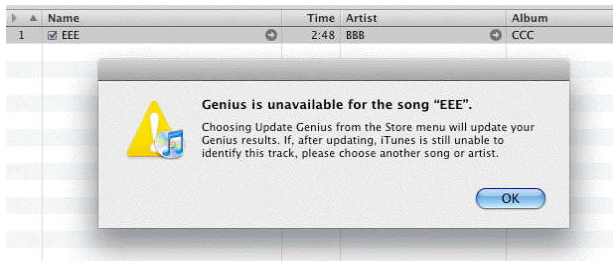 Name Time Artist Album
1 EEE 2:48 BBB CCC
Genius is unavailable for the song “EEE”.
Choosing Update Genius from the Store menu will update your
Genius results. If, after updating, iTunes is still unable to
identify this track, please choose another song or artist.
OK